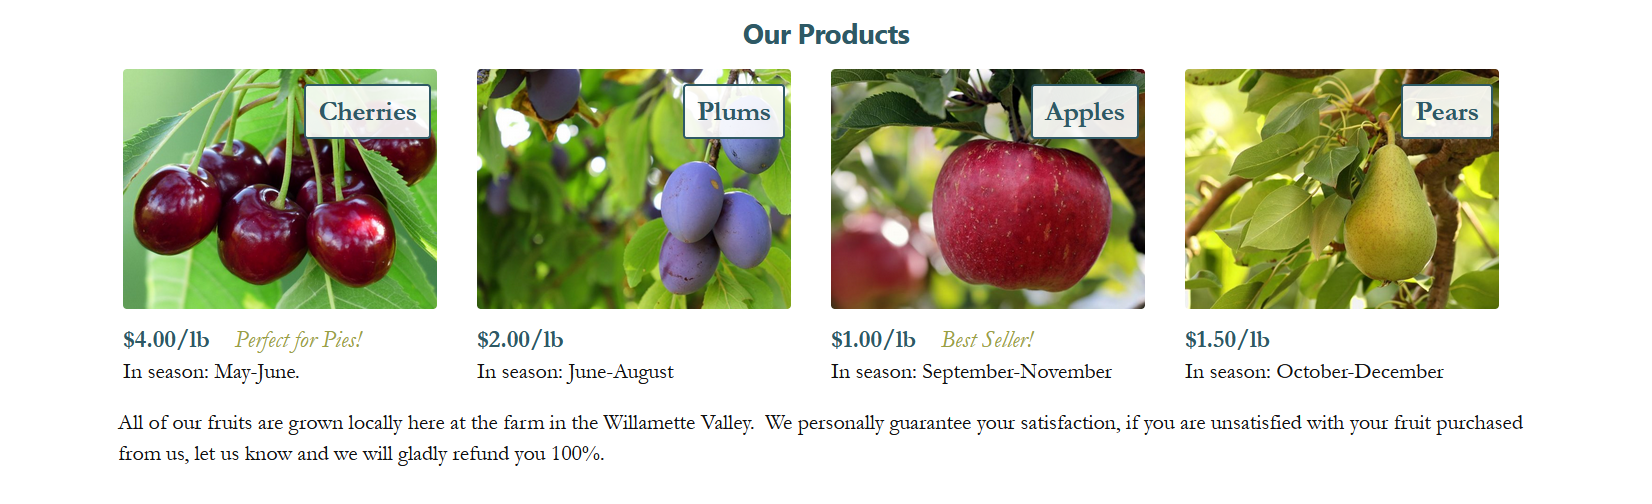 Our Products
Cherries
Plums
Apples
Pears
$4.00/lb Perfect for Pies!
$2.00/lb
$1.00/lb Best Seller!
$1.50/lb
In season: May-June.
In season: June-August
In season: September-November
In season: October-December
All of our fruits are grown locally here at the farm in the Willamette Valley.  We personally guarantee your satisfaction, if you are unsatisfied with your fruit purchased
from us, let us know and we will gladly refund you 100%.